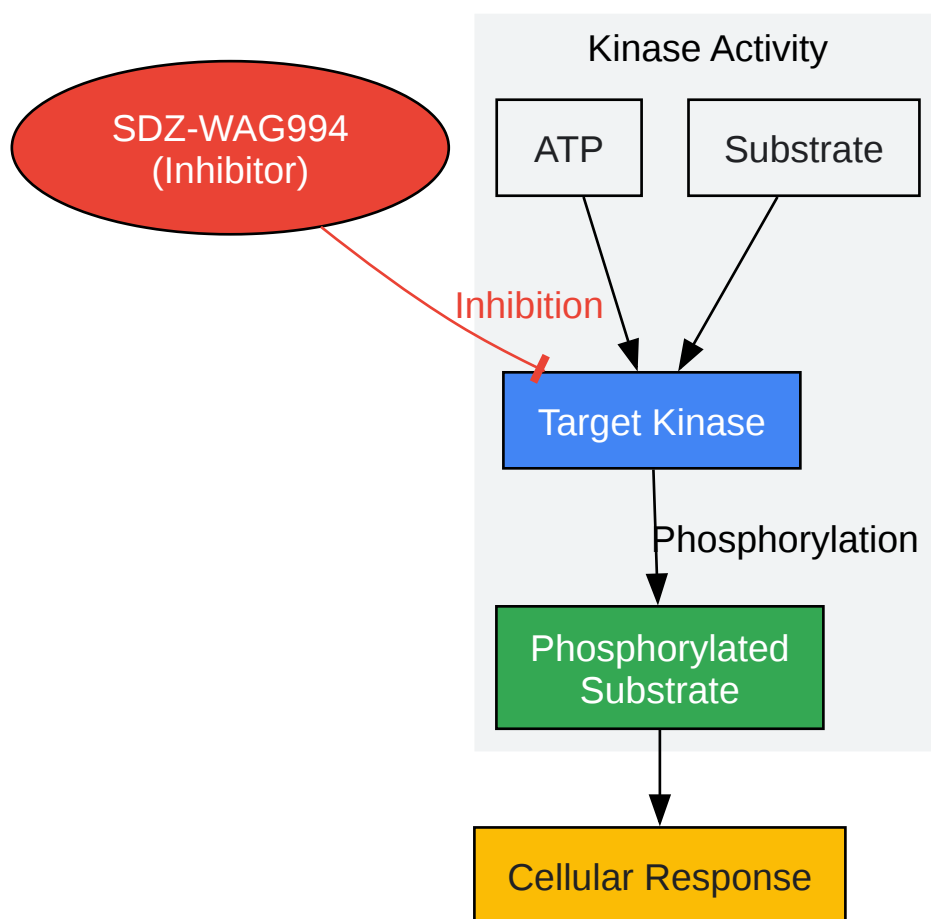 Kinase Activity
SDZ-WAG994
(Inhibitor)
ATP
Substrate
Inhibition
Target Kinase
Phosphorylation
Phosphorylated
Substrate
Cellular Response